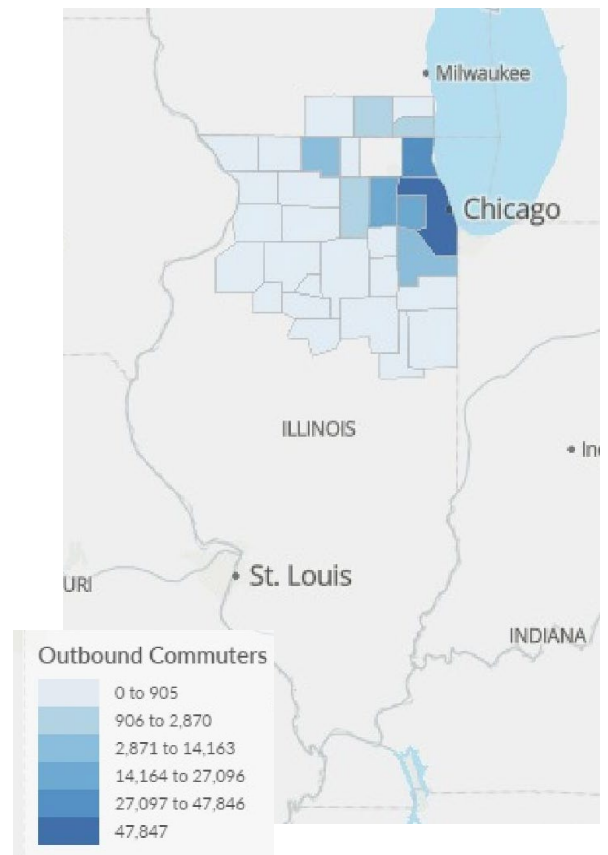 Milwaukee
Chicago
ILLINOIS
In
St. Louis
URI
INDIANA
Outbound Commuters
0 to 905
906 to 2,870
2,871 to 14,163
14,164 to 27,096
27,097 to 47,846
47,847